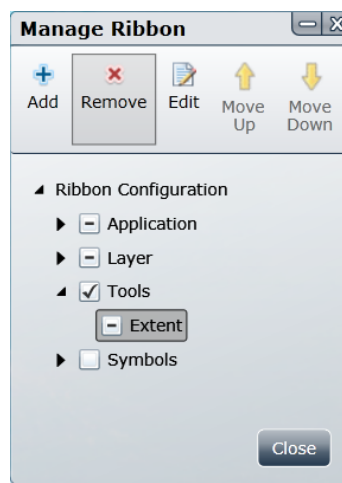 Manage Ribbon
Add Remove Edit Move Up Move Down
Ribbon Configuration
Application
Layer
Tools
Extent
Symbols
Close